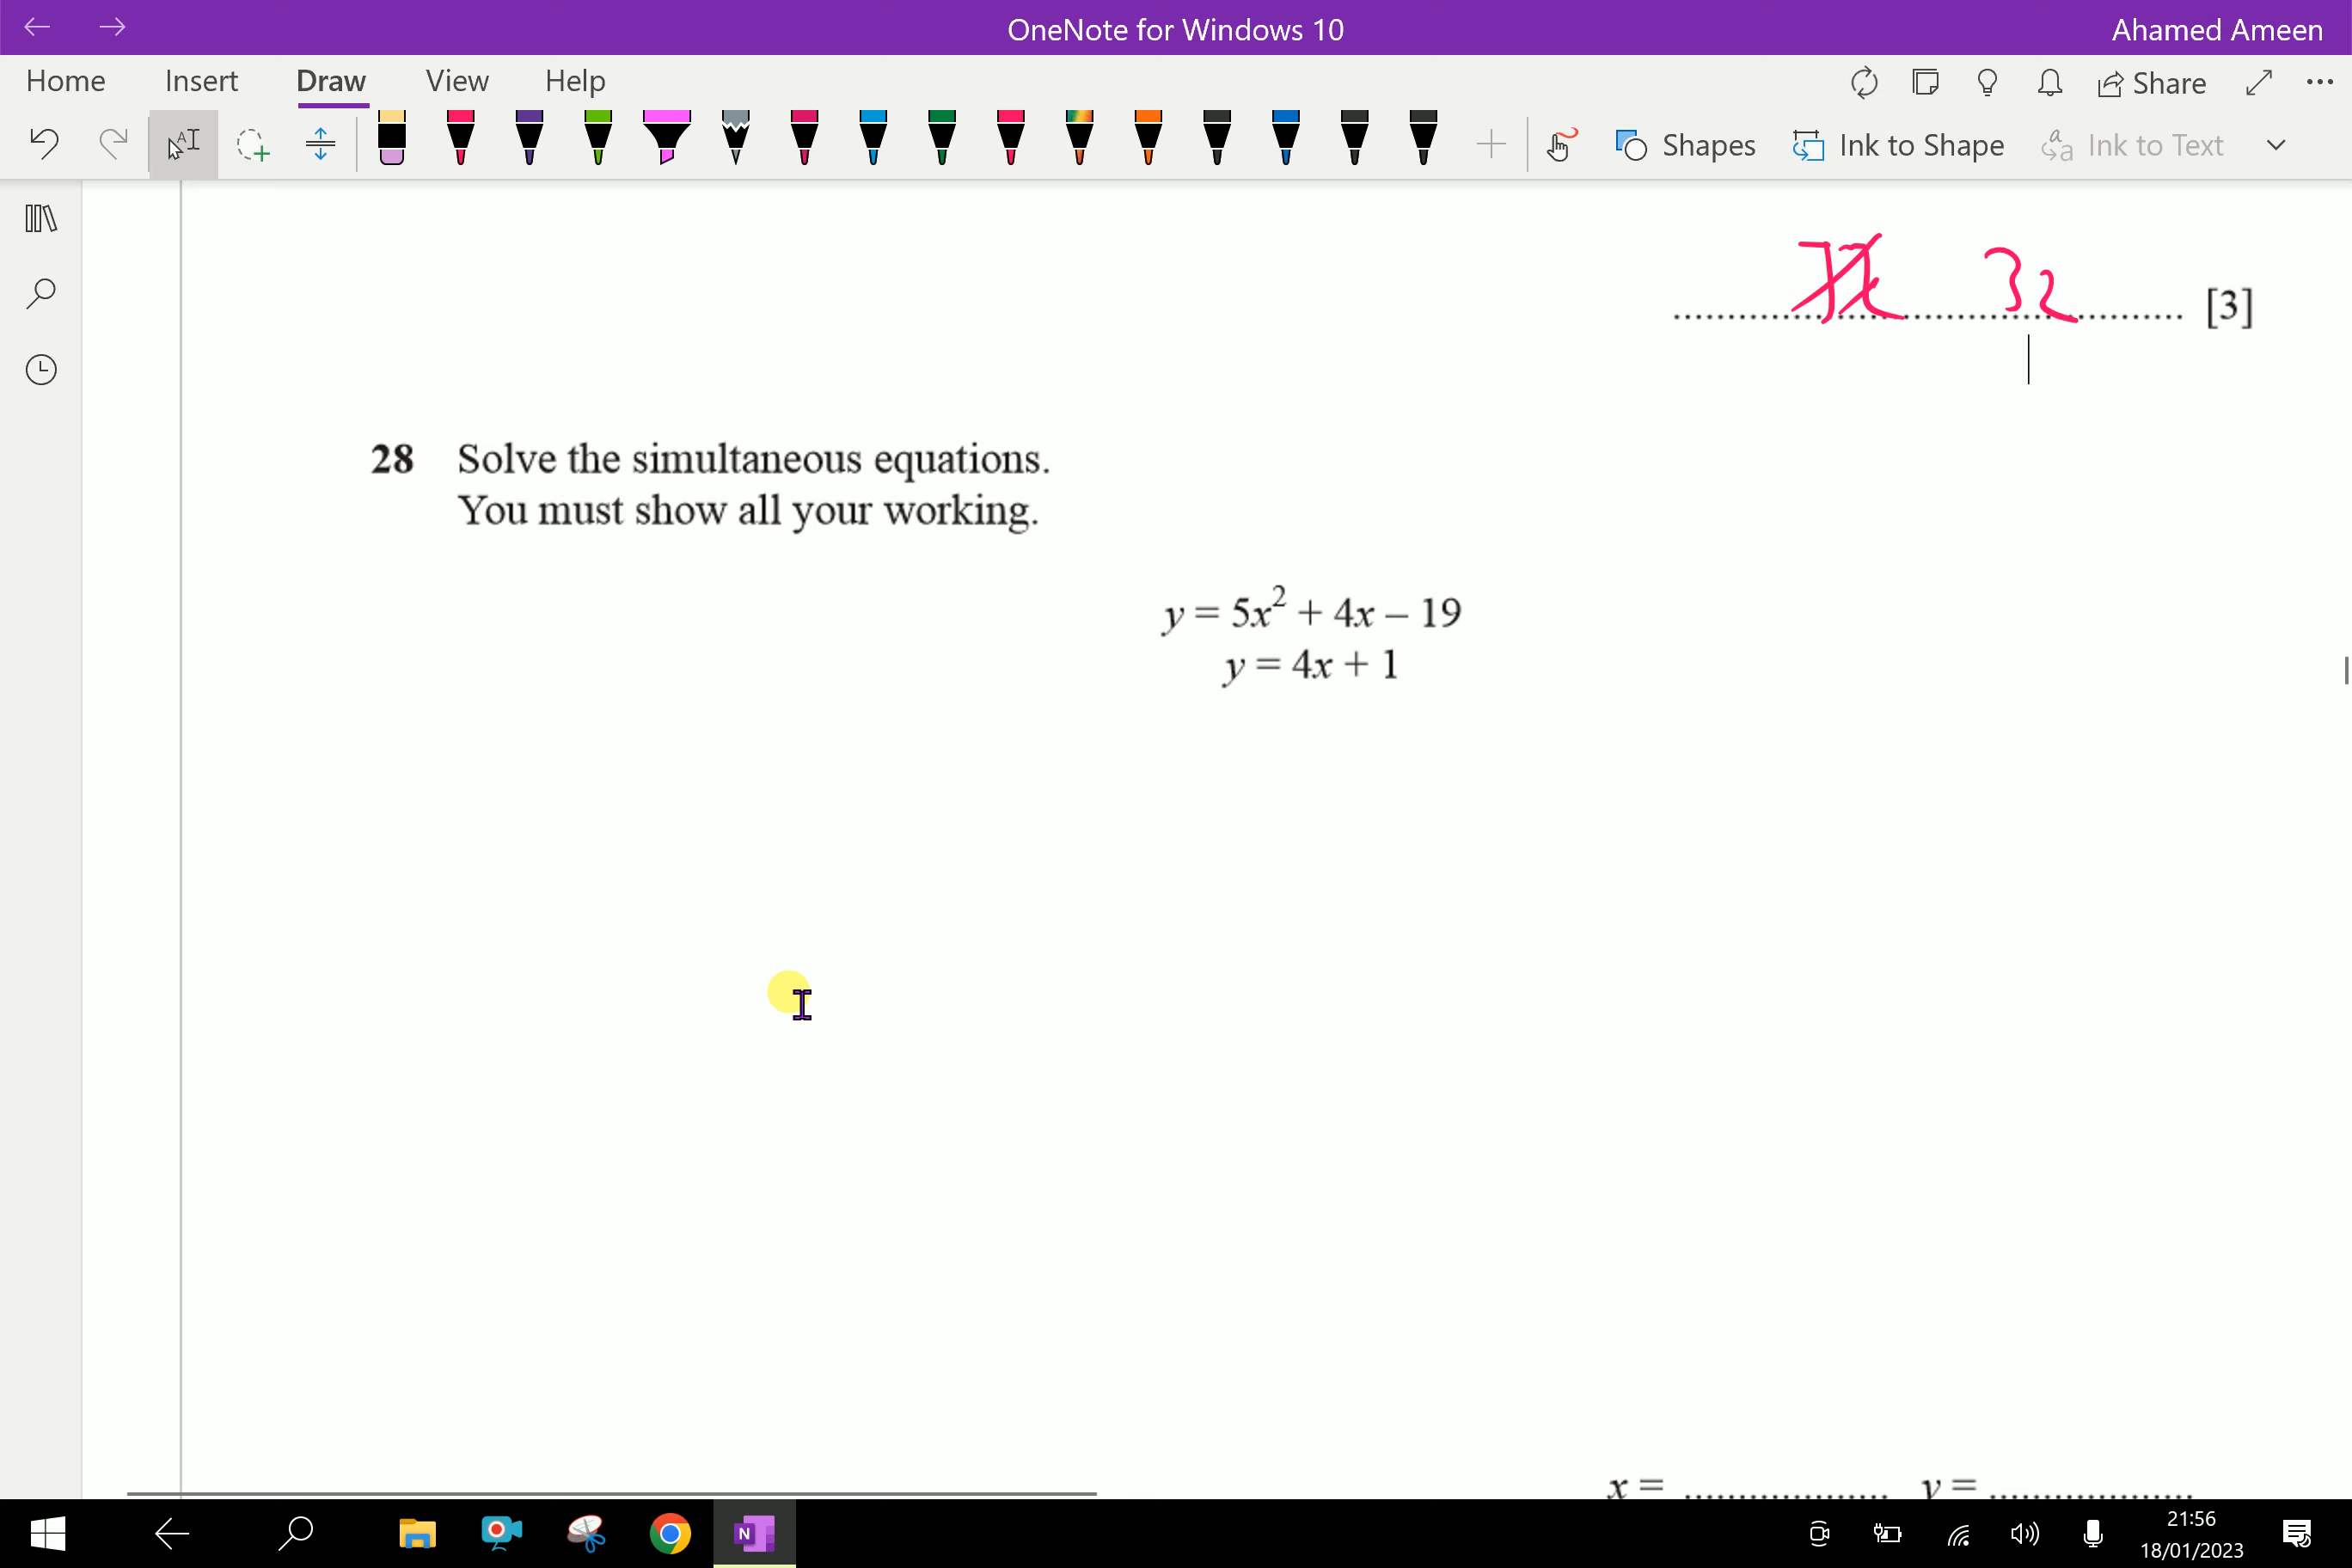 OneNote for Windows 10
Ahamed Ameen
Home Insert Draw View Help
Share
Shapes Ink to Shape Ink to Text
32
.......................................... [3]
28 Solve the simultaneous equations.
You must show all your working.
y = 5x² + 4x – 19
y = 4x + 1
x = .................. y = ..................
21:56
18/01/2023